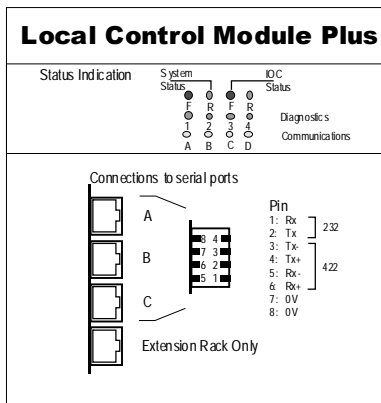 Local Control Module Plus
Status Indication
System Status
IOC Status
F R F R
Diagnostics
1 2 3 4
Communications
A B C D
Connections to serial ports
A
B
C
Extension Rack Only
8 4
7 3
6 2
5 1
Pin
1: Rx
2: Tx
232
3: Tx-
4: Tx+
5: Rx-
6: Rx+
422
7: 0V
8: 0V